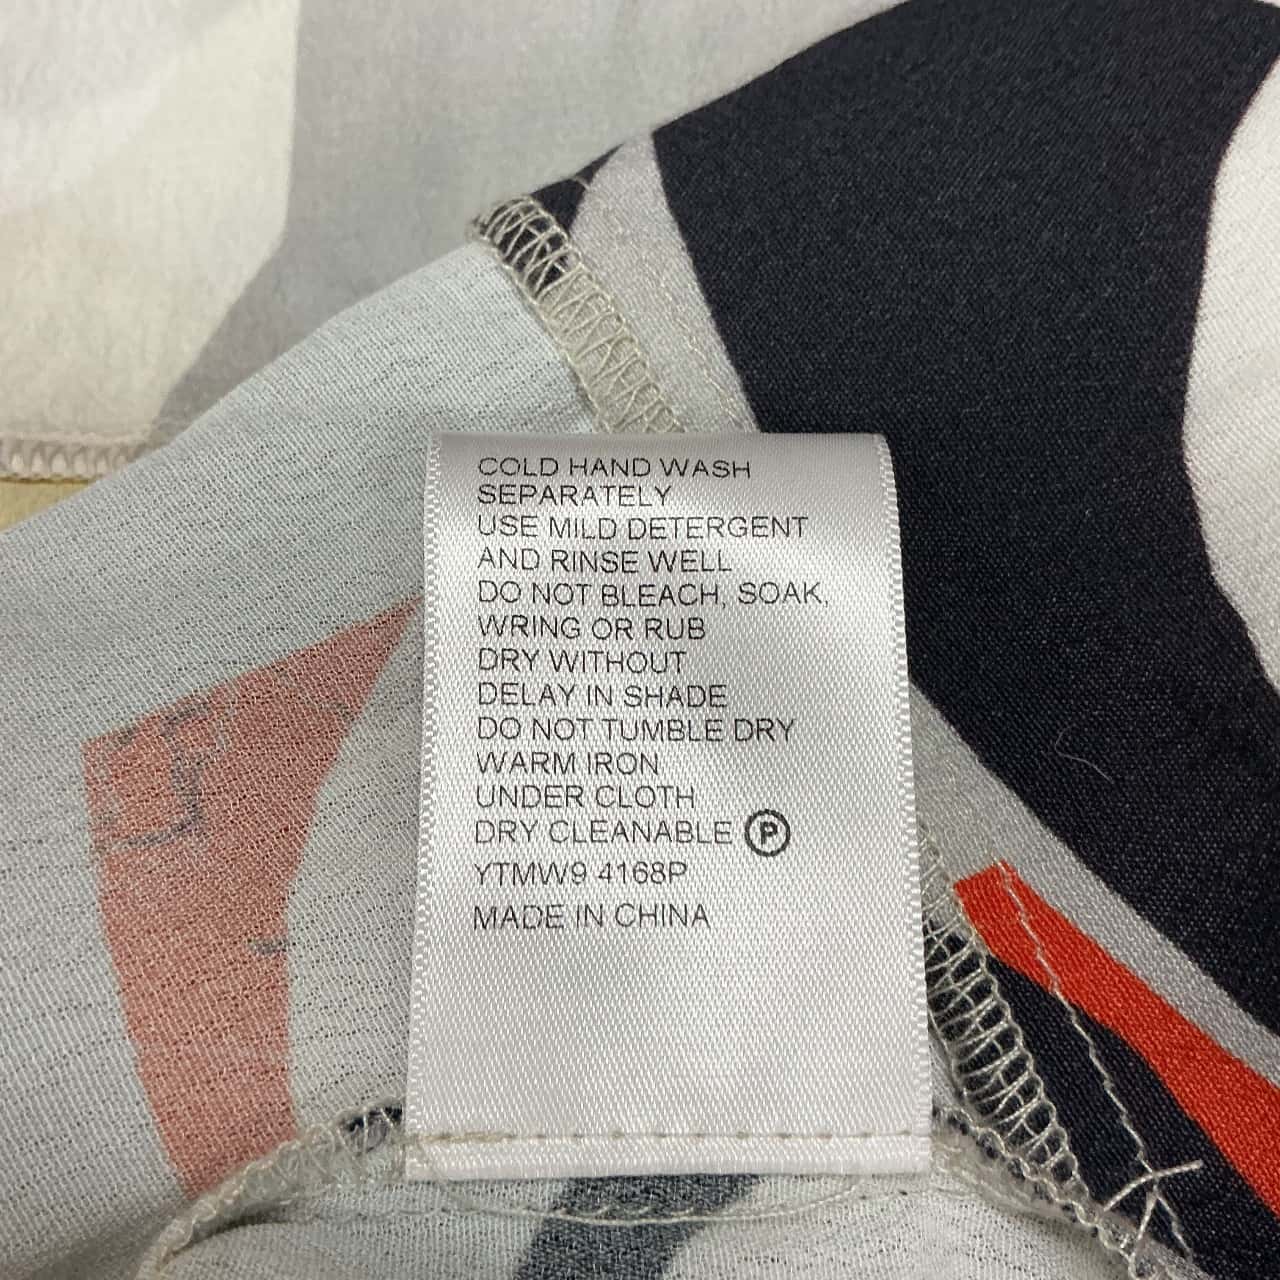 COLD HAND WASH
SEPARATELY
USE MILD DETERGENT
AND RINSE WELL
DO NOT BLEACH, SOAK,
WRING OR RUB
DRY WITHOUT
DELAY IN SHADE
DO NOT TUMBLE DRY
WARM IRON
UNDER CLOTH
DRY CLEANABLE P
YTMW9 4168P
MADE IN CHINA